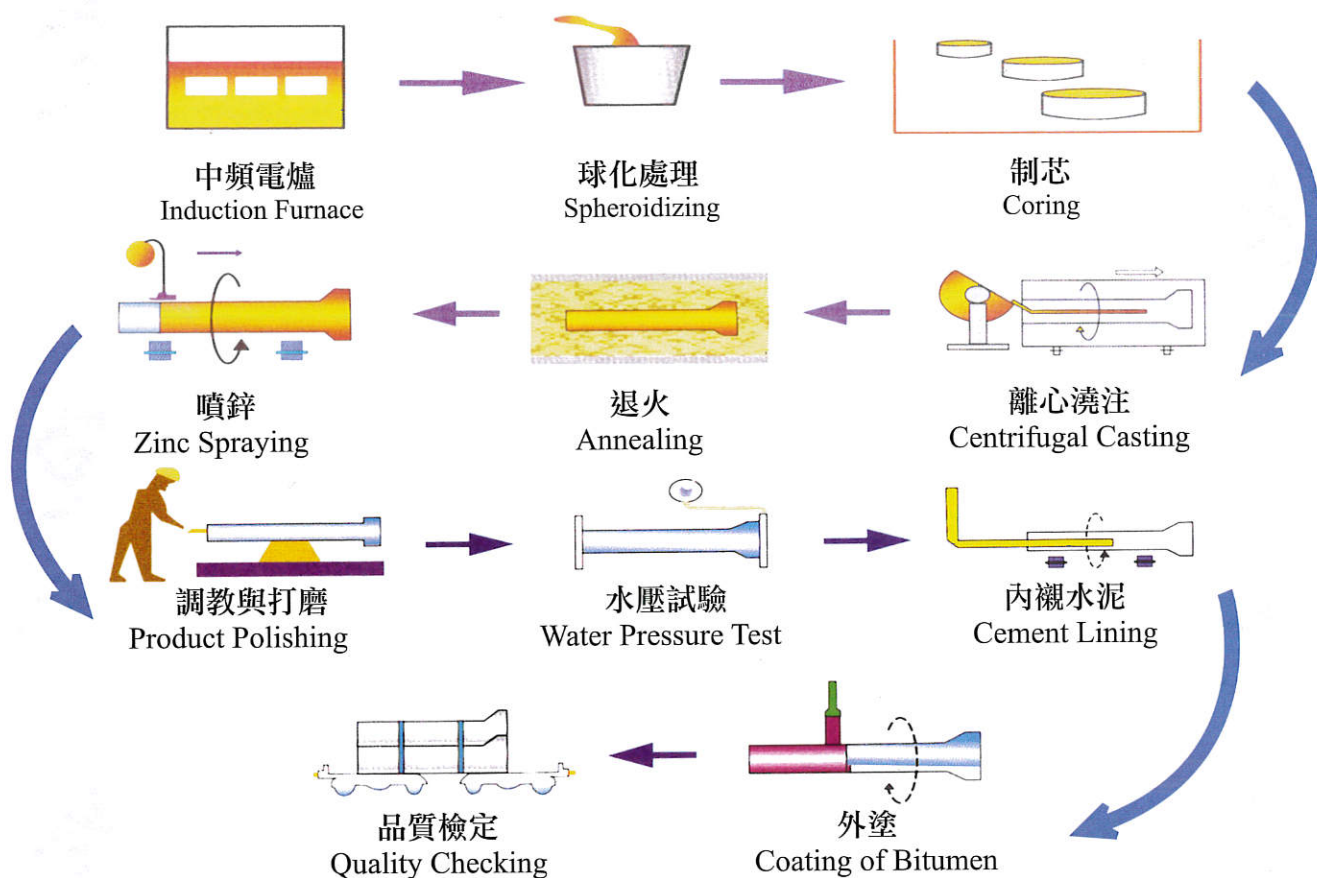 中頻電爐
Induction Furnace
球化處理
Spheroidizing
制芯
Coring
噴鋅
Zinc Spraying
退火
Annealing
離心澆注
Centrifugal Casting
調教與打磨
Product Polishing
水壓試驗
Water Pressure Test
內襯水泥
Cement Lining
品質檢定
Quality Checking
外塗
Coating of Bitumen